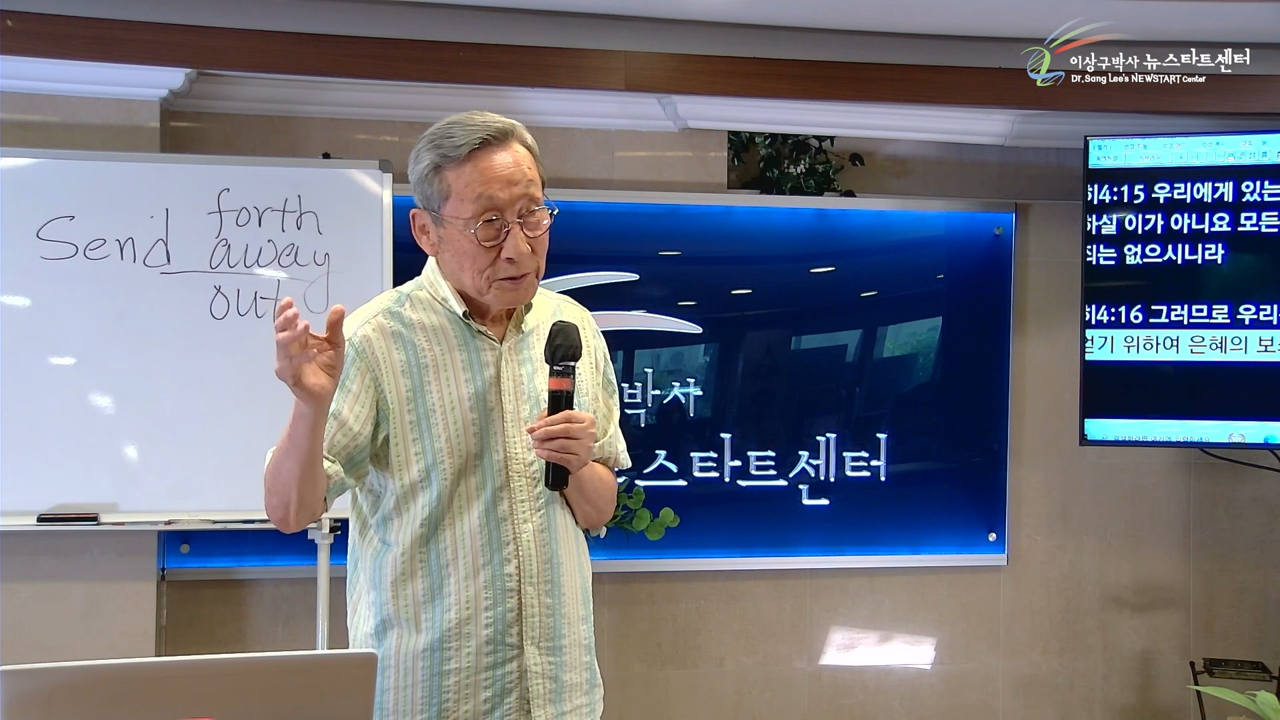 이상구박사 뉴스타트센터
Dr. Sang Lee's NEWSTART Center
Send forth
away
out
박사
뉴스타트센터
히4:15 우리에게 있는
하실 이가 아니요 모든
죄는 없으시니라
히4:16 그러므로 우리
얻기 위하여 은혜의 보